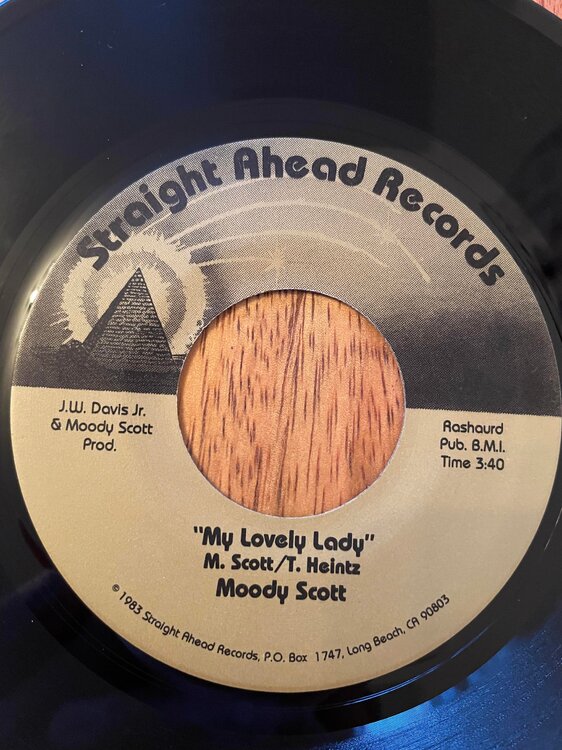 Straight Ahead Records
J.W. Davis Jr.
& Moody Scott
Prod.
Rashaurd
Pub. B.M.I.
Time 3:40
"My Lovely Lady"
M. Scott/T. Heintz
Moody Scott
© 1983 Straight Ahead Records, P.O. Box 1747, Long Beach, CA 90803